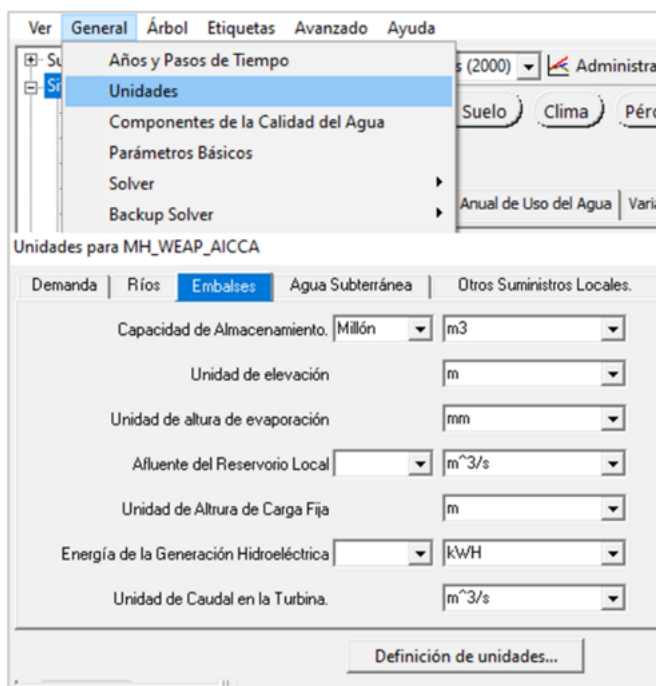 Ver General Árbol Etiquetas Avanzado Ayuda
Años y Pasos de Tiempo
s (2000) Administra
Unidades
Componentes de la Calidad del Agua
Suelo Clima Pérc
Parámetros Básicos
Solver
Backup Solver
Anual de Uso del Agua Vari
Unidades para MH_WEAP_AICCA
Demanda Ríos Embalses Agua Subterránea Otros Suministros Locales.
Capacidad de Almacenamiento. Millón m3
Unidad de elevación m
Unidad de altura de evaporación mm
Afluente del Reservorio Local m^3/s
Unidad de Altrura de Carga Fija m
Energía de la Generación Hidroeléctrica kWH
Unidad de Caudal en la Turbina. m^3/s
Definición de unidades...